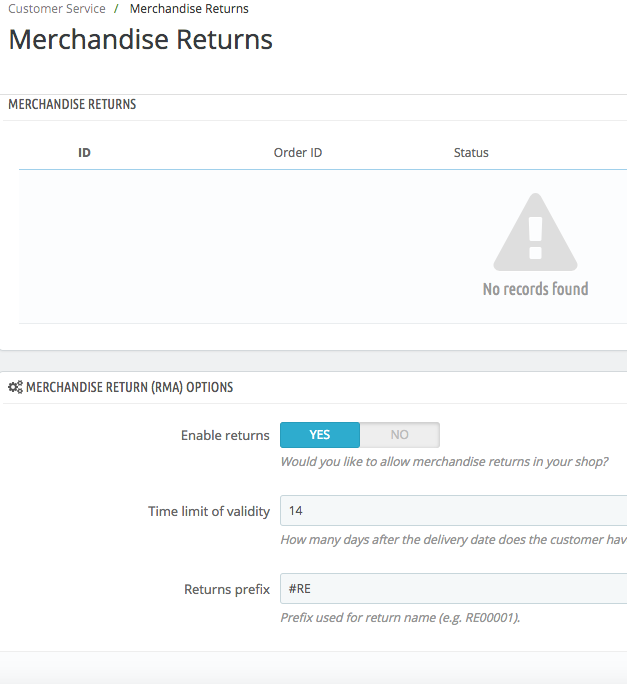 Customer Service / Merchandise Returns
Merchandise Returns
MERCHANDISE RETURNS
ID Order ID Status
No records found
MERCHANDISE RETURN (RMA) OPTIONS
Enable returns YES NO
Would you like to allow merchandise returns in your shop?
Time limit of validity 14
How many days after the delivery date does the customer hav
Returns prefix #RE
Prefix used for return name (e.g. RE00001).